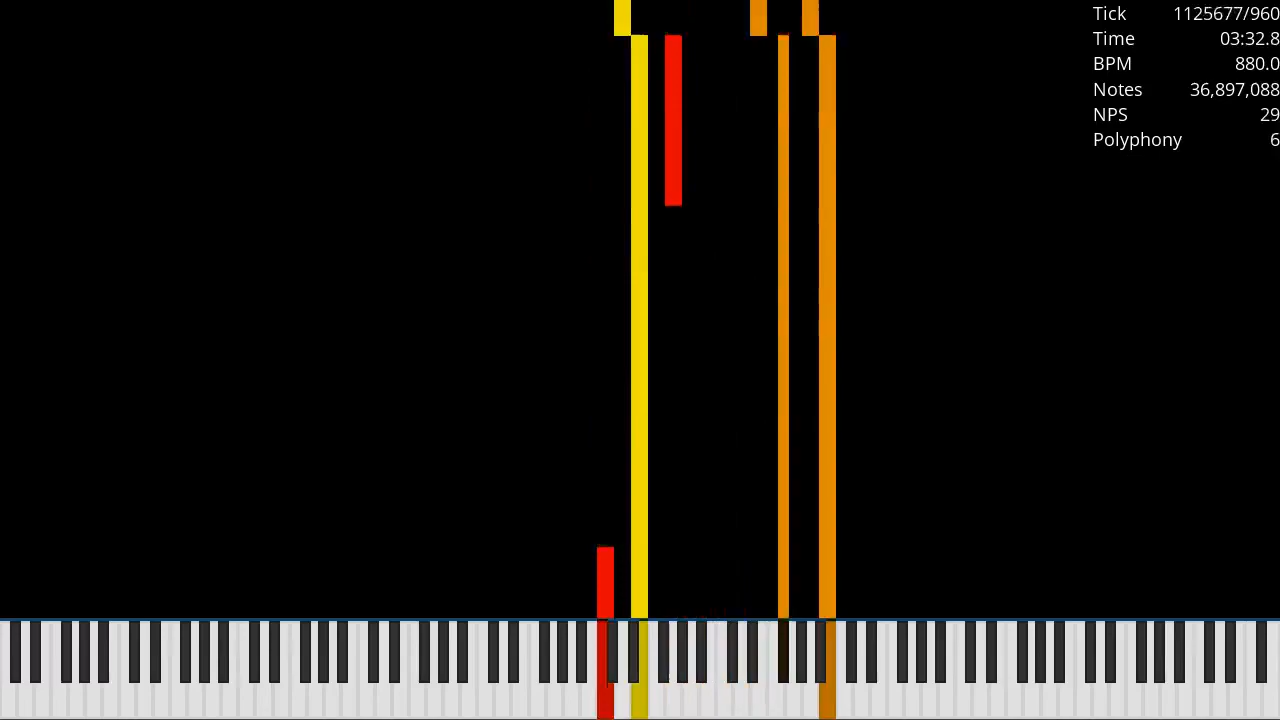 Tick 1125677/960
Time 03:32.8
BPM 880.0
Notes 36,897,088
NPS 29
Polyphony 6